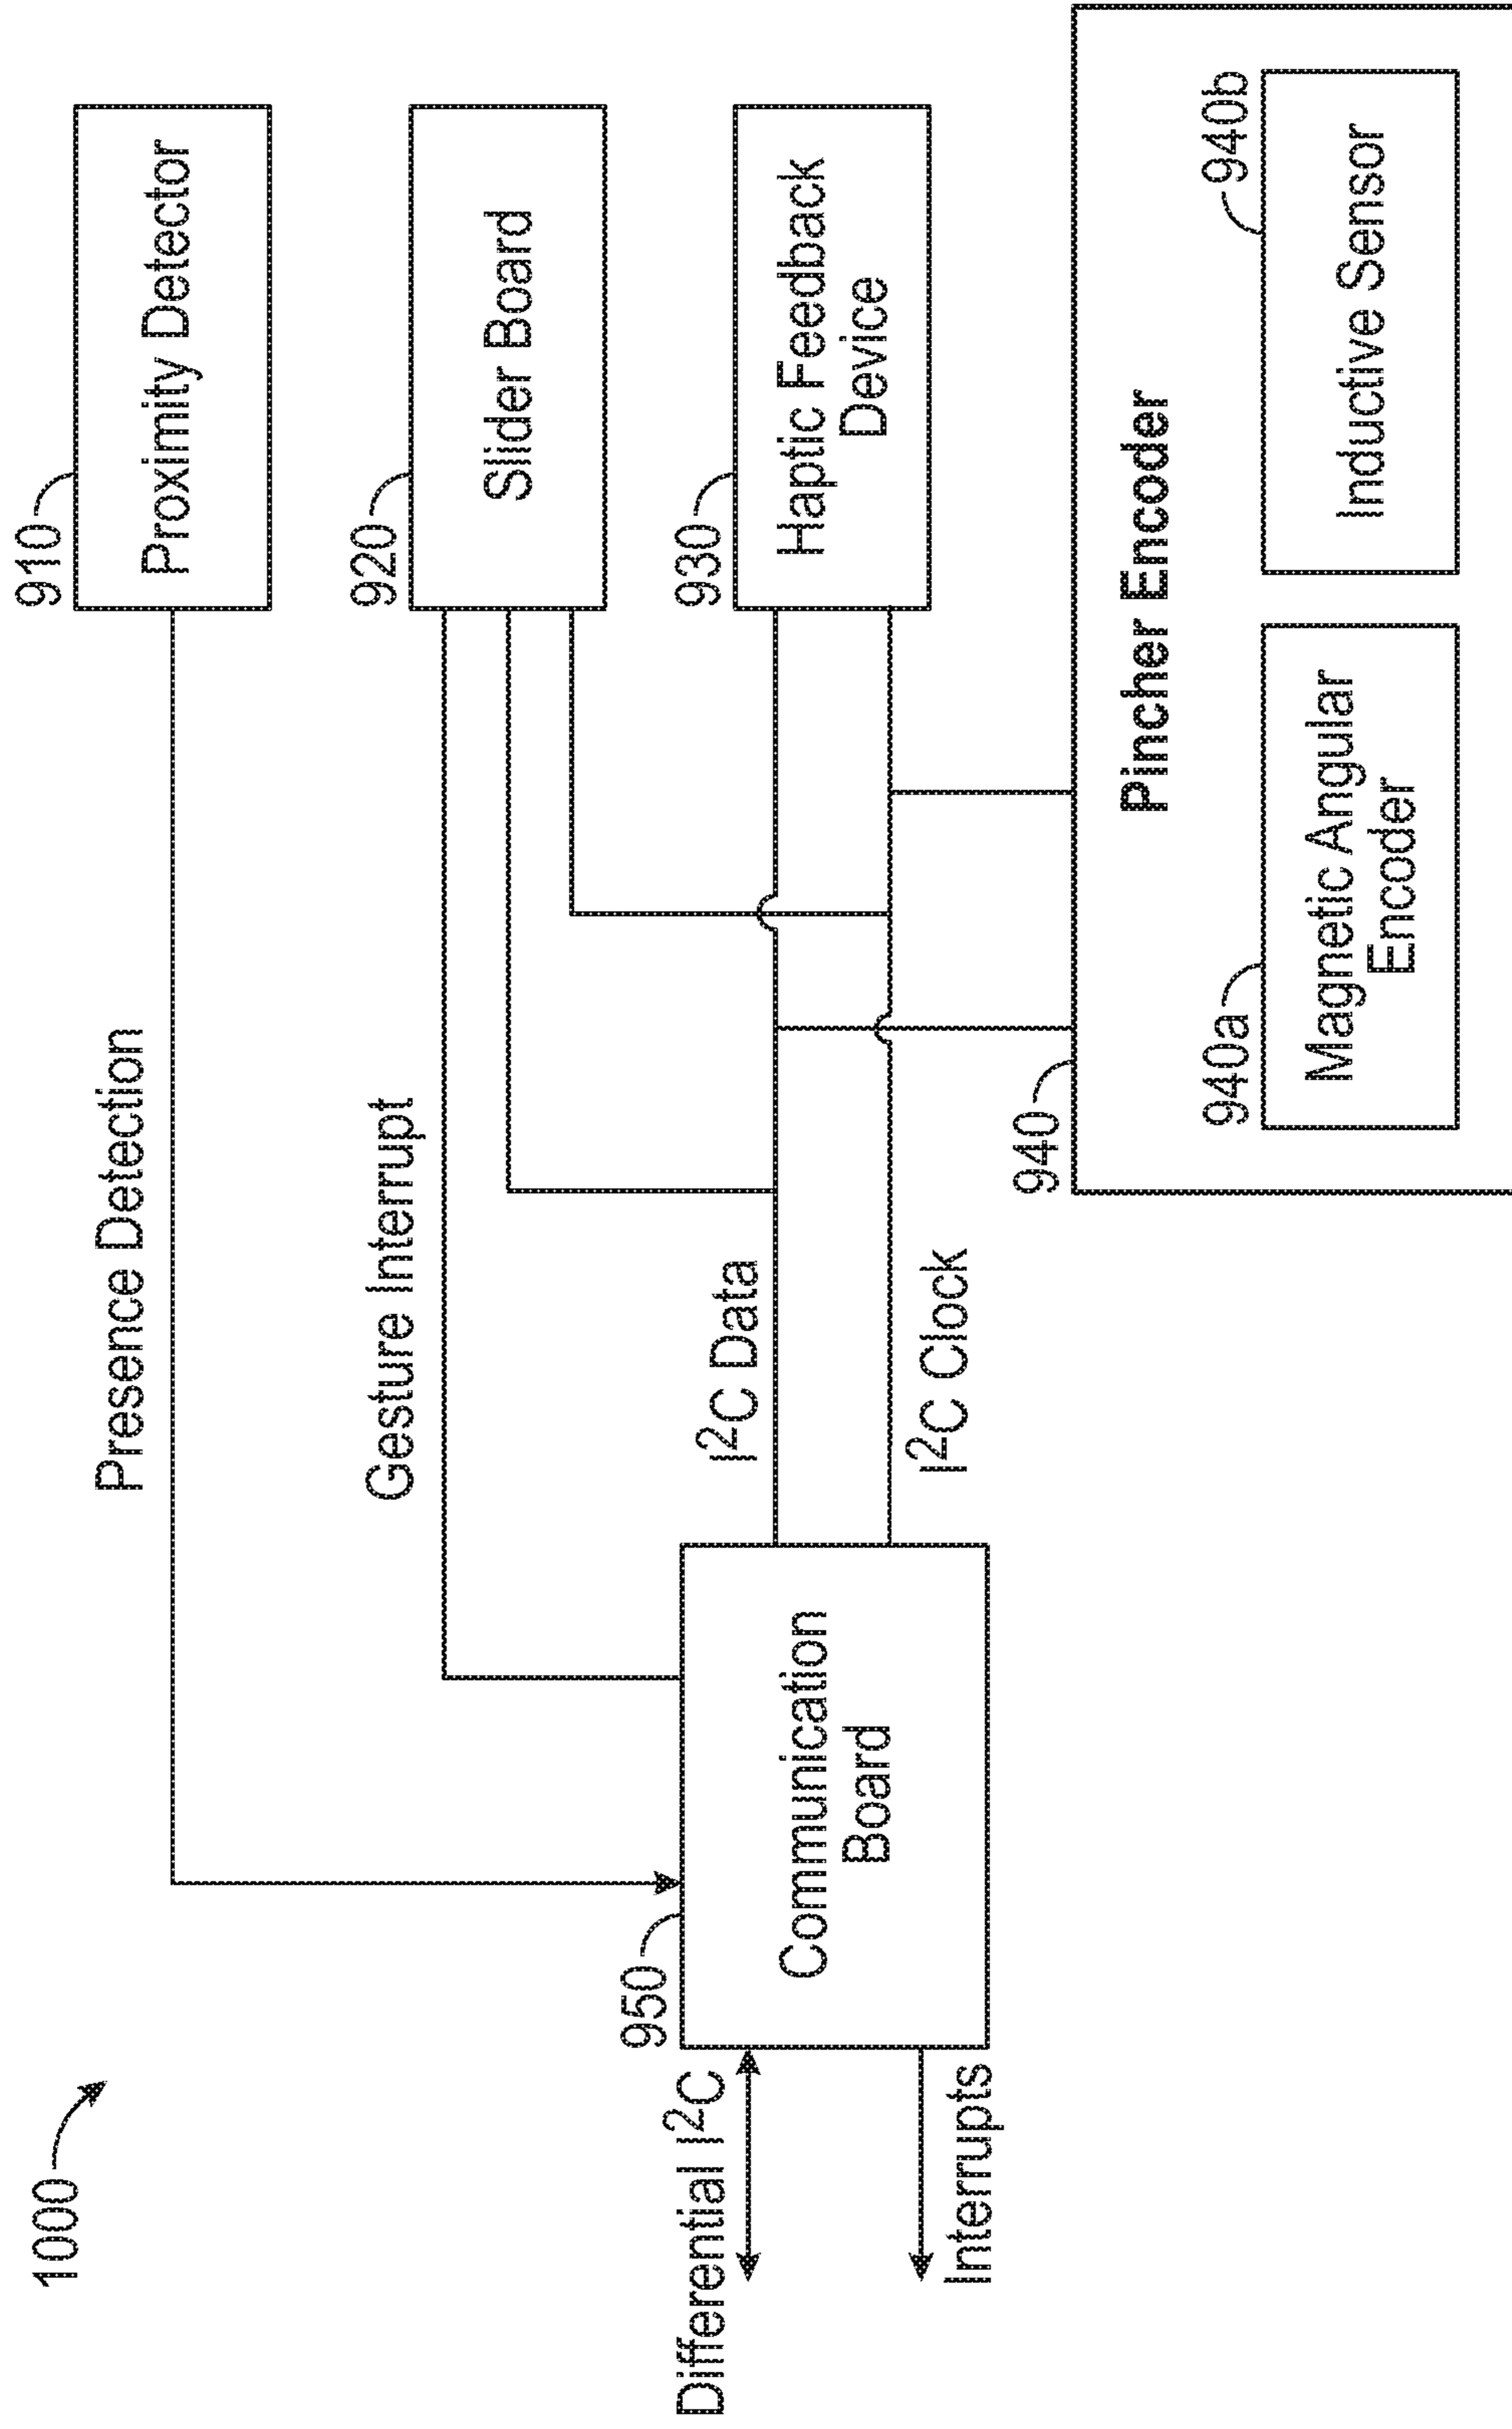 1000
910
Proximity Detector
Presence Detection
920
Slider Board
Gesture Interrupt
930
Haptic Feedback
Device
950
Communication
Board
Differential I²C
Interrupts
I²C Data
I²C Clock
940
Pincher Encoder
940a
Magnetic Angular
Encoder
940b
Inductive Sensor